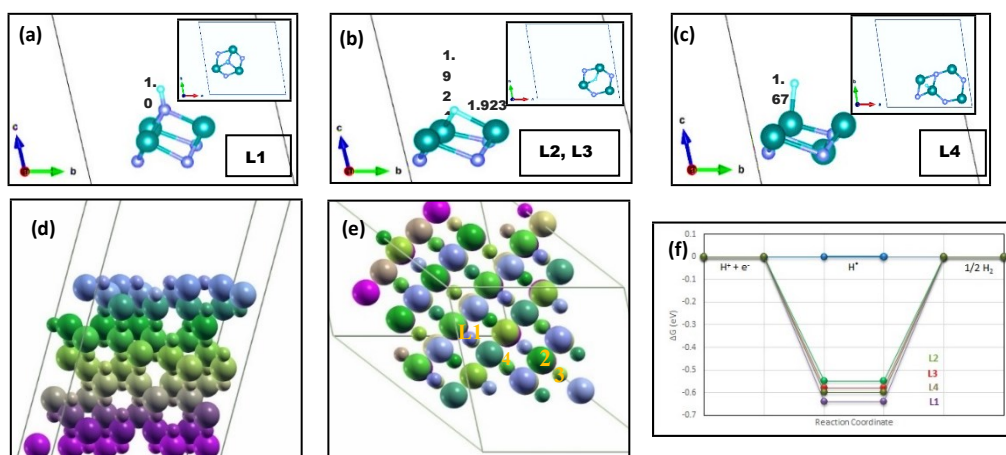 (a)
1.
0
c
b
L1
(b)
1.
9
2
1.923
c
b
L2, L3
(c)
1.
67
c
b
L4
(d)
(e)
L1
4
2
3
(f)
0.1
0
-0.1
-0.2
-0.3
-0.4
-0.5
-0.6
-0.7
ΔG (eV)
H⁺ + e⁻
H*
1/2 H₂
L2
L3
L4
L1
Reaction Coordinate